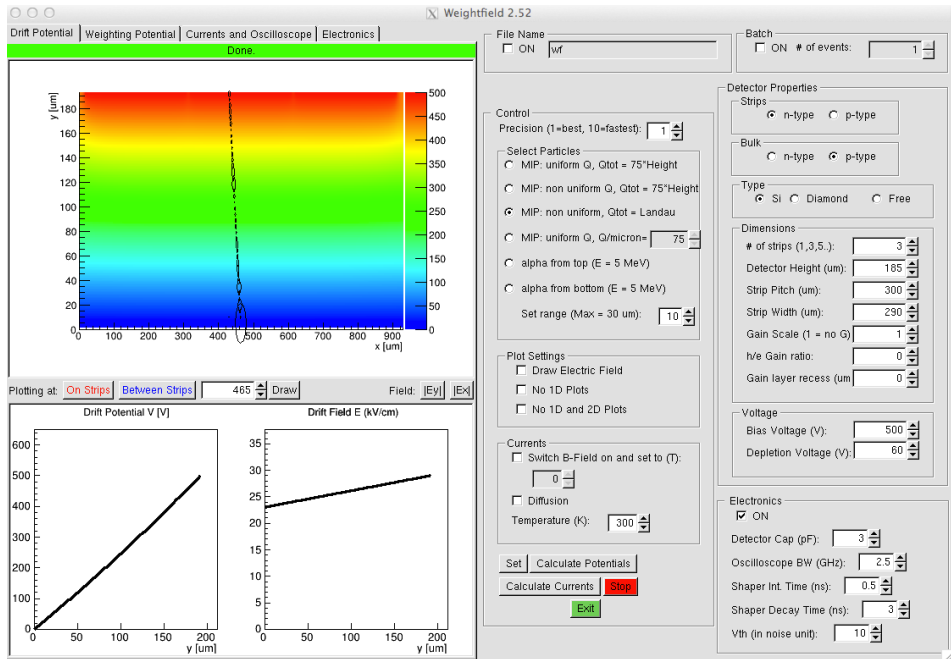 Weightfield 2.52
Drift Potential Weighting Potential Currents and Oscilloscope Electronics
Done.
y [um]
180
160
140
120
100
80
60
40
20
0
0 100 200 300 400 500 600 700 800 900
x [um]
500
450
400
350
300
250
200
150
100
50
0
Plotting at: On Strips Between Strips 465 Draw Field: |Ey| |Ex|
Drift Potential V [V]
600
500
400
300
200
100
0
0 50 100 150 200
y [um]
Drift Field E (kV/cm)
35
30
25
20
15
10
5
0
0 50 100 150 200
y [um]
File Name
ON wf
Batch
ON # of events: 1
Control
Precision (1=best, 10=fastest): 1
Select Particles
MIP: uniform Q, Qtot = 75*Height
MIP: non uniform Q, Qtot = 75*Height
MIP: non uniform, Qtot = Landau
MIP: uniform Q, Q/micron= 75
alpha from top (E = 5 MeV)
alpha from bottom (E = 5 MeV)
Set range (Max = 30 um): 10
Plot Settings
Draw Electric Field
No 1D Plots
No 1D and 2D Plots
Currents
Switch B-Field on and set to (T):
0
Diffusion
Temperature (K): 300
Set Calculate Potentials
Calculate Currents Stop
Exit
Detector Properties
Strips
n-type p-type
Bulk
n-type p-type
Type
Si Diamond Free
Dimensions
# of strips (1,3,5..): 3
Detector Height (um): 185
Strip Pitch (um): 300
Strip Width (um): 290
Gain Scale (1 = no G) 1
h/e Gain ratio: 0
Gain layer recess (um 0
Voltage
Bias Voltage (V): 500
Depletion Voltage (V): 60
Electronics
ON
Detector Cap (pF): 3
Oscilloscope BW (GHz): 2.5
Shaper Int. Time (ns): 0.5
Shaper Decay Time (ns): 3
Vth (in noise unit): 10